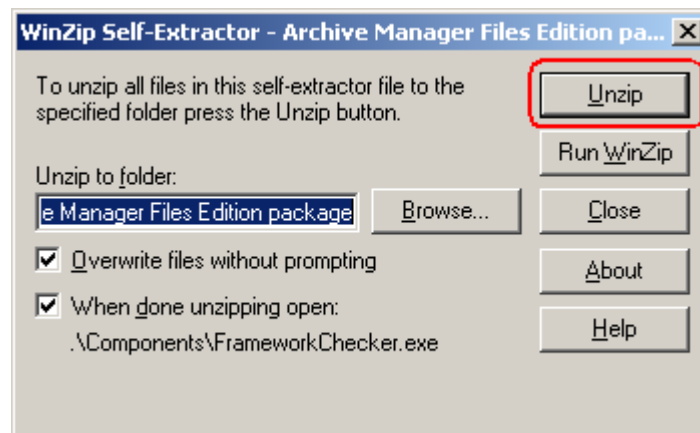 WinZip Self-Extractor - Archive Manager Files Edition pa...
To unzip all files in this self-extractor file to the
specified folder press the Unzip button.
Unzip
Run WinZip
Unzip to folder:
e Manager Files Edition package
Browse...
Close
Overwrite files without prompting
About
When done unzipping open:
.\Components\FrameworkChecker.exe
Help